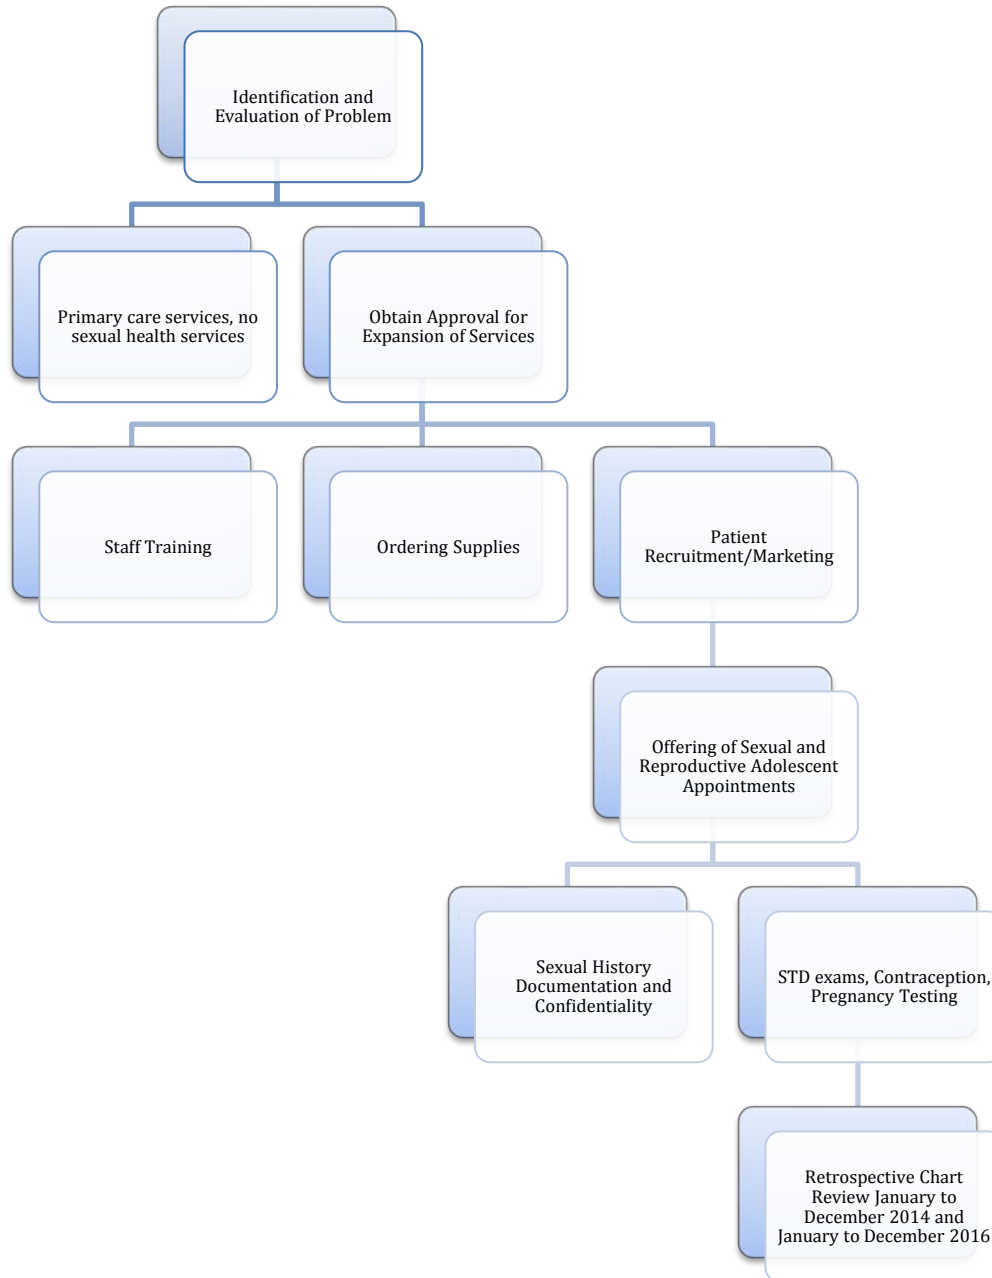 Identification and
Evaluation of Problem
Primary care services, no
sexual health services
Obtain Approval for
Expansion of Services
Staff Training
Ordering Supplies
Patient
Recruitment/Marketing
Offering of Sexual and
Reproductive Adolescent
Appointments
Sexual History
Documentation and
Confidentiality
STD exams, Contraception,
Pregnancy Testing
Retrospective Chart
Review January to
December 2014 and
January to December 2016